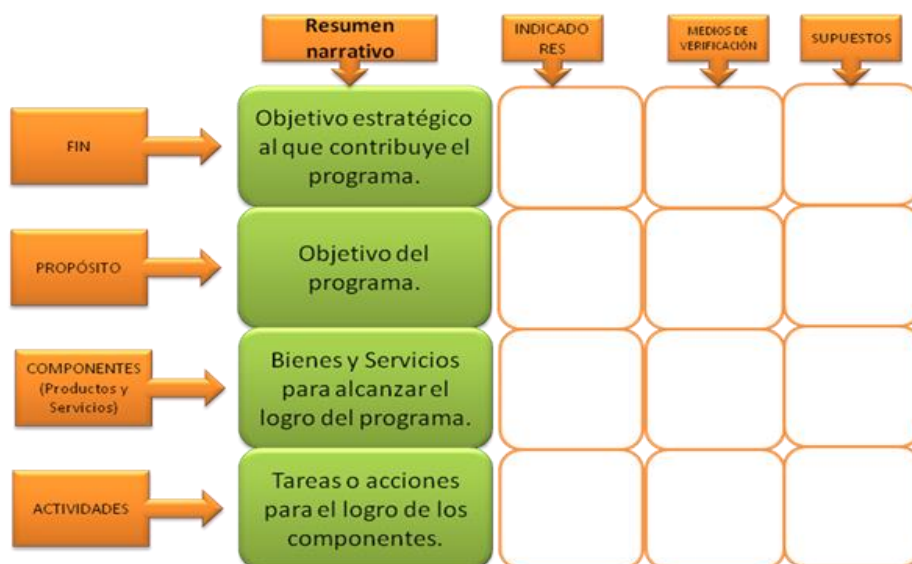 Resumen
narrativo
INDICADO
RES
MEDIOS DE
VERIFICACIÓN
SUPUESTOS
FIN
Objetivo estratégico
al que contribuye el
programa.
PROPÓSITO
Objetivo del
programa.
COMPONENTES
(Productos y
Servicios)
Bienes y Servicios
para alcanzar el
logro del programa.
ACTIVIDADES
Tareas o acciones
para el logro de los
componentes.